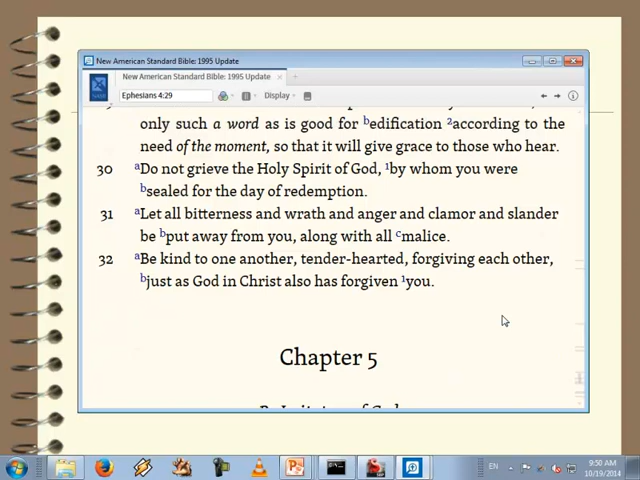 New American Standard Bible: 1995 Update
New American Standard Bible: 1995 Update
Ephesians 4:29
Display
only such a word as is good for bedification 2according to the
need of the moment, so that it will give grace to those who hear.
30 aDo not grieve the Holy Spirit of God, 1by whom you were
bsealed for the day of redemption.
31 aLet all bitterness and wrath and anger and clamor and slander
be bput away from you, along with all cmalice.
32 aBe kind to one another, tender-hearted, forgiving each other,
bjust as God in Christ also has forgiven 1you.
Chapter 5
EN
9:50 AM
10/19/2014